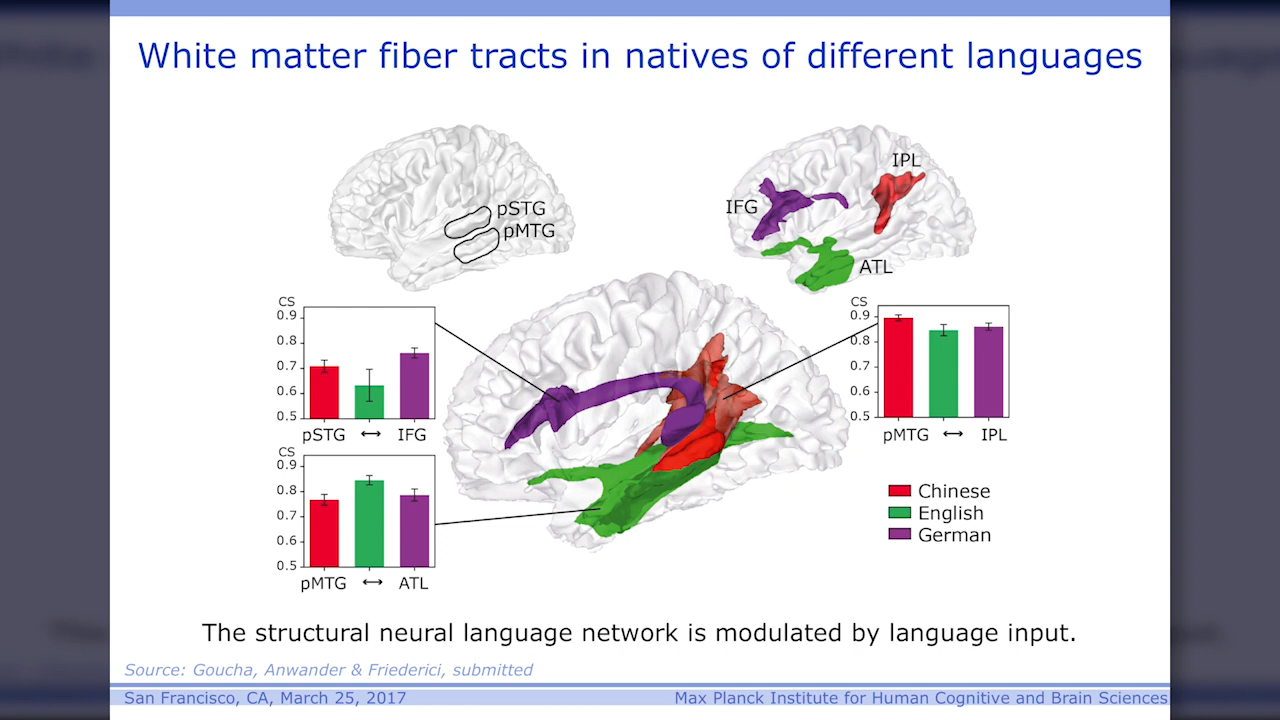 White matter fiber tracts in natives of different languages
pSTG
pMTG
IPL
IFG
ATL
CS
0.9
0.8
0.7
0.6
0.5
pSTG ↔ IFG
CS
0.9
0.8
0.7
0.6
0.5
pMTG ↔ ATL
CS
0.9
0.8
0.6
0.6
0.5
pMTG ↔ IPL
Chinese
English
German
The structural neural language network is modulated by language input.
Source: Goucha, Anwander & Friederici, submitted
San Francisco, CA, March 25, 2017
Max Planck Institute for Human Cognitive and Brain Sciences